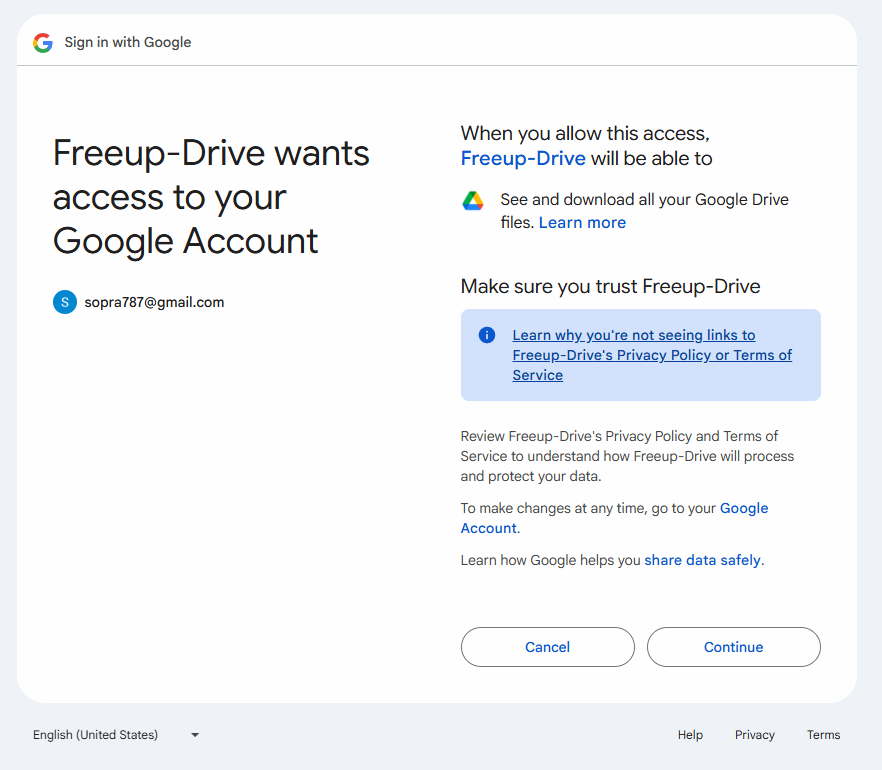 Sign in with Google
Freeup-Drive wants
access to your
Google Account
S
sopra787@gmail.com
When you allow this access,
Freeup-Drive will be able to
See and download all your Google Drive
files. Learn more
Make sure you trust Freeup-Drive
Learn why you're not seeing links to
Freeup-Drive's Privacy Policy or Terms of
Service
Review Freeup-Drive's Privacy Policy and Terms of
Service to understand how Freeup-Drive will process
and protect your data.
To make changes at any time, go to your Google
Account.
Learn how Google helps you share data safely.
Cancel
Continue
English (United States)
Help
Privacy
Terms